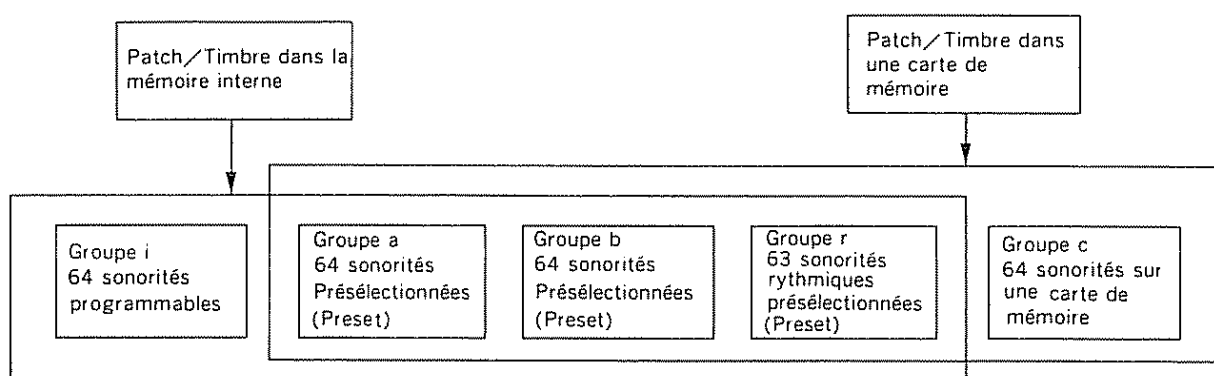 Patch/Timbre dans la
mémoire interne
Patch/Timbre dans
une carte de
mémoire
Groupe i
64 sonorités
programmables
Groupe a
64 sonorités
Présélectionnées
(Preset)
Groupe b
64 sonorités
Présélectionnées
(Preset)
Groupe r
63 sonorités
rythmiques
présélectionnées
(Preset)
Groupe c
64 sonorités sur
une carte de
mémoire